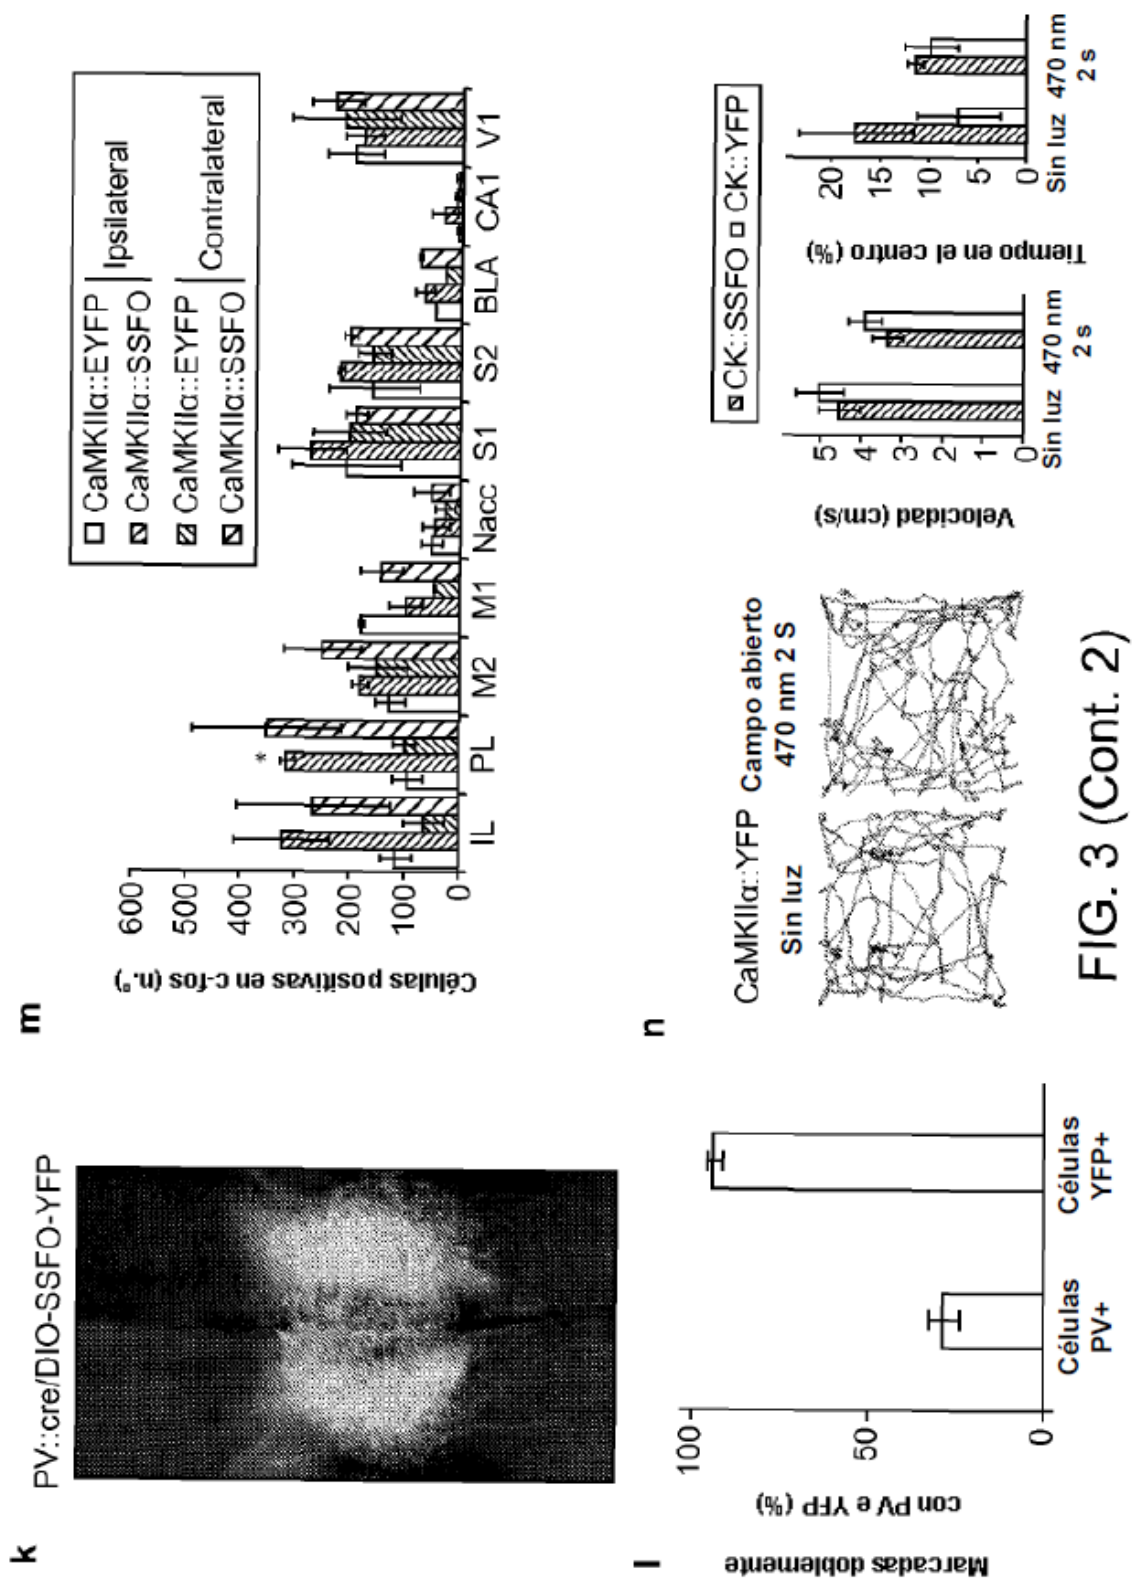 k
PV::cre/DIO-SSFO-YFP
l
Marcadas doblemente
con PV e YFP (%)
100
50
0
Células
PV+
Células
YFP+
m
Células positivas en c-fos (n.º)
600
500
400
300
200
100
0
IL
PL
M2
M1
Nacc
S1
S2
BLA
CA1
V1
*
CaMKIIα::EYFP
CaMKIIα::SSFO
Ipsilateral
CaMKIIα::EYFP
CaMKIIα::SSFO
Contralateral
n
CaMKIIα::YFP Campo abierto
Sin luz
470 nm 2 S
CK::SSFO CK::YFP
Velocidad (cm/s)
5
4
3
2
1
0
Sin luz
470 nm
2 s
Tiempo en el centro (%)
20
15
10
5
0
Sin luz
470 nm
2 s
FIG. 3 (Cont. 2)